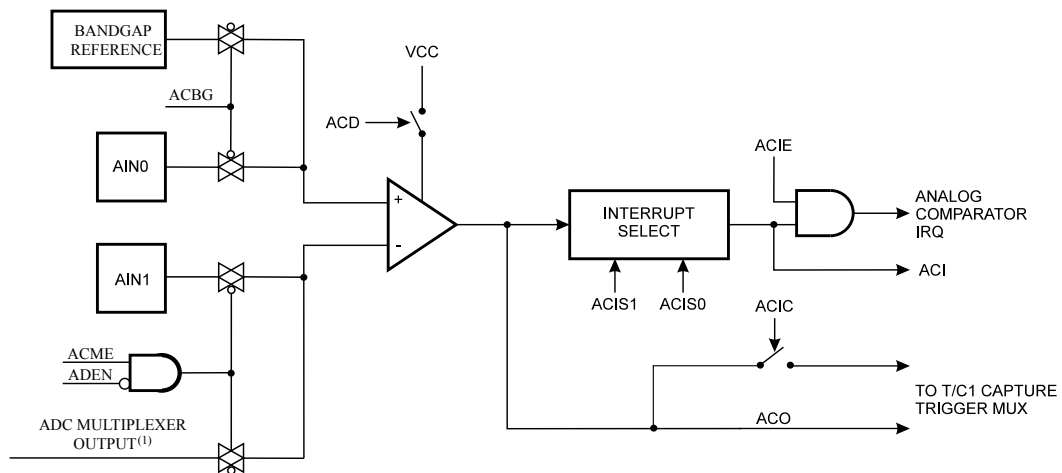 BANDGAP
REFERENCE
ACBG
AIN0
VCC
ACD
+
-
AIN1
ACME
ADEN
ADC MULTIPLEXER
OUTPUT(1)
INTERRUPT
SELECT
ACIS1
ACIS0
ACIE
ANALOG
COMPARATOR
IRQ
ACI
ACIC
TO T/C1 CAPTURE
TRIGGER MUX
ACO